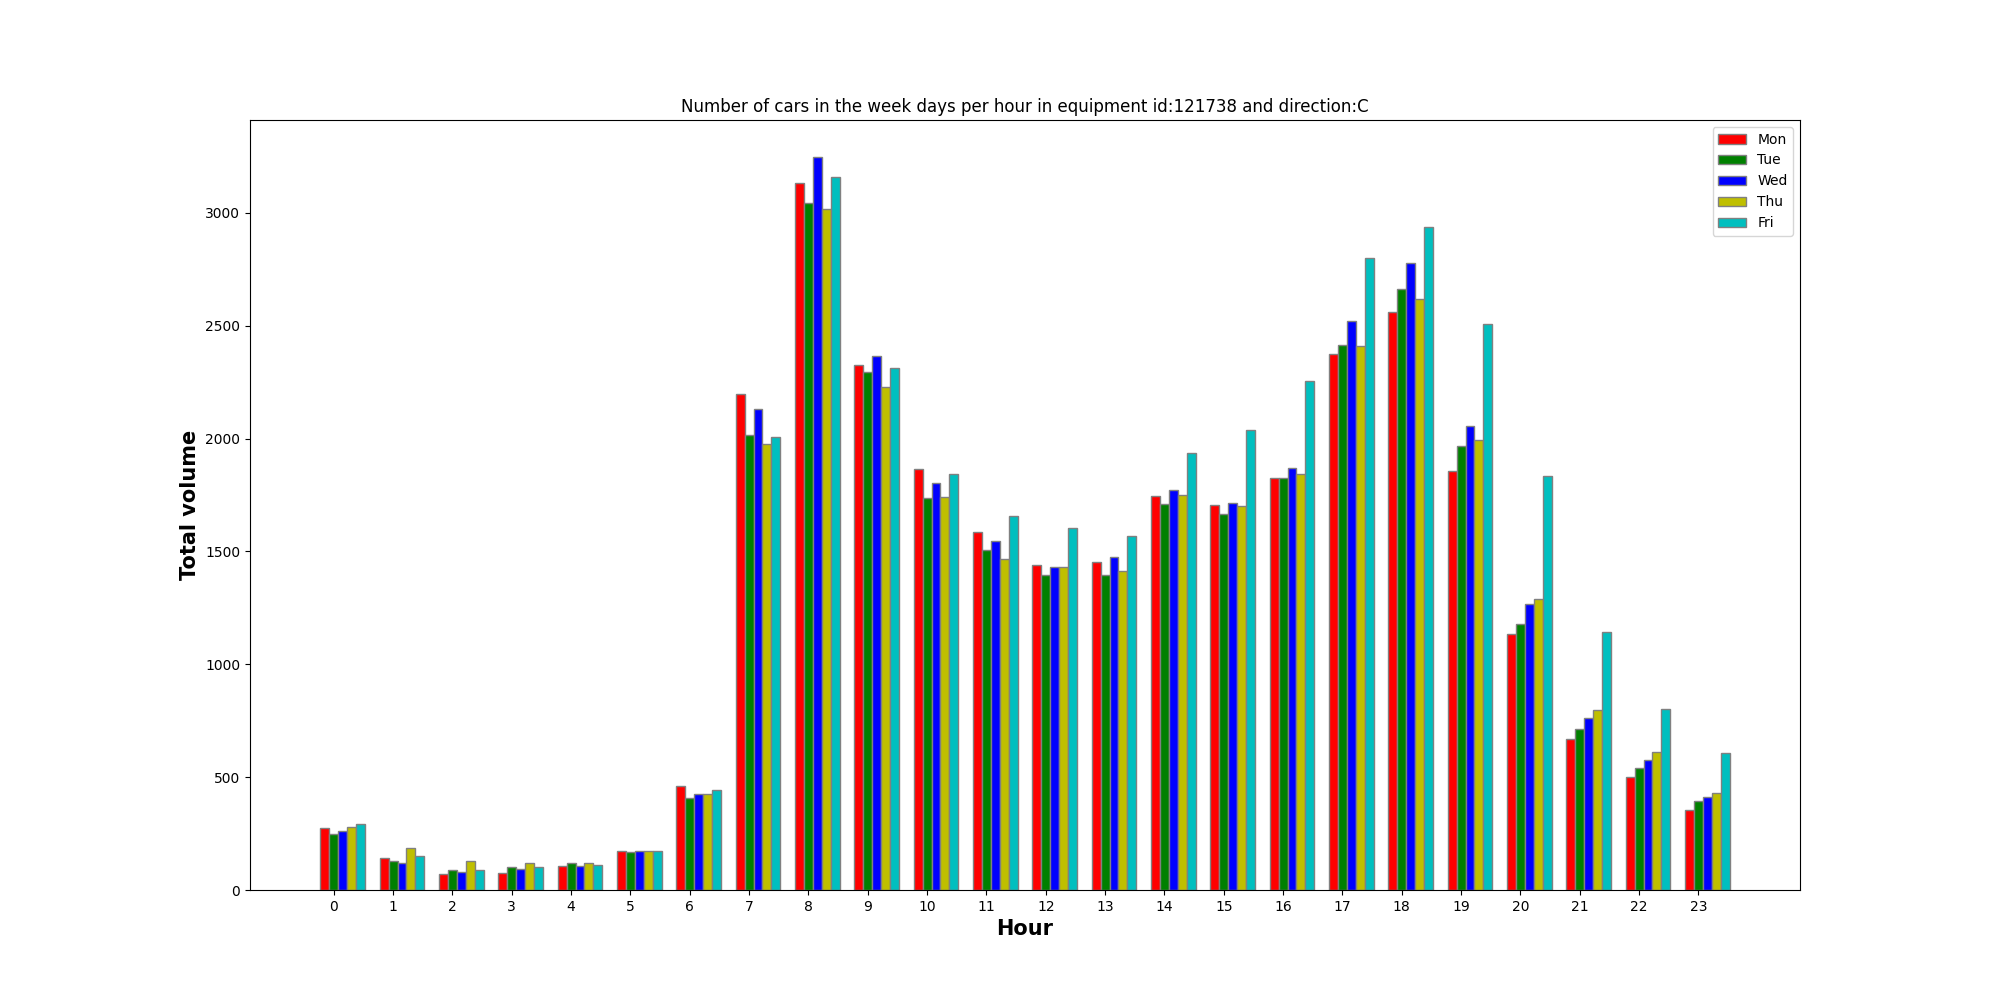 Number of cars in the week days per hour in equipment id:121738 and direction:C
Mon
Tue
Wed
Thu
Fri
Total volume
3000
2500
2000
1500
1000
500
0
0 1 2 3 4 5 6 7 8 9 10 11 12 13 14 15 16 17 18 19 20 21 22 23
Hour